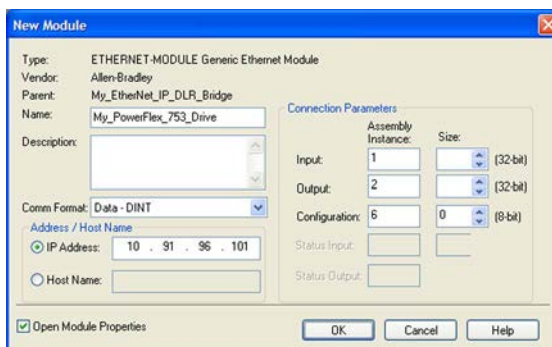 New Module
Type: ETHERNET-MODULE Generic Ethernet Module
Vendor: Allen-Bradley
Parent: My_EtherNet_IP_DLR_Bridge
Name: My_PowerFlex_753_Drive
Description:
Comm Format: Data - DINT
Address / Host Name
IP Address: 10 . 91 . 96 . 101
Host Name:
Connection Parameters
Assembly
Instance: Size:
Input: 1 (32-bit)
Output: 2 (32-bit)
Configuration: 6 0 (8-bit)
Status Input:
Status Output:
Open Module Properties
OK Cancel Help